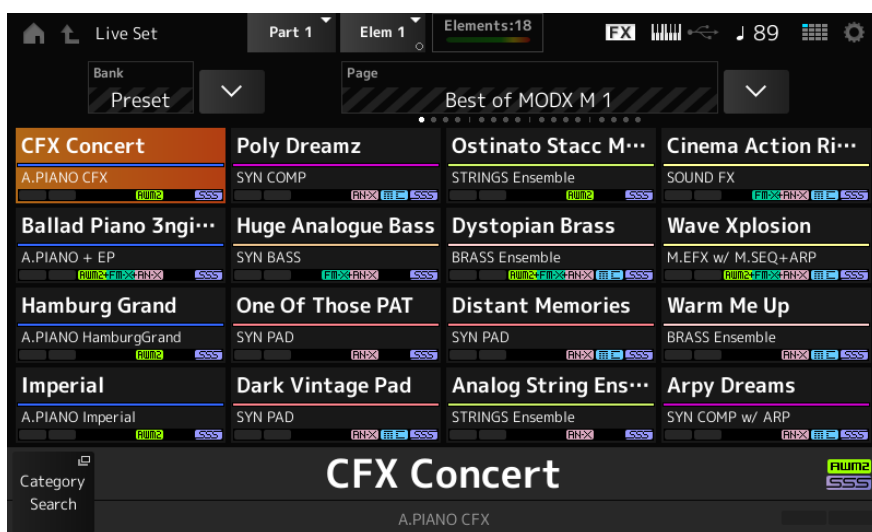 Live Set
Part 1
Elem 1
Elements:18
FX
♩ 89
Bank
Preset
Page
Best of MODX M 1
CFX Concert
A.PIANO CFX
AWM2 SSS
Poly Dreamz
SYN COMP
AN-X SSS
Ostinato Stacc M···
STRINGS Ensemble
AWM2 SSS
Cinema Action Ri···
SOUND FX
FM-X+AN-X SSS
Ballad Piano 3ngi···
A.PIANO + EP
AWM2+FM-X+AN-X SSS
Huge Analogue Bass
SYN BASS
FM-X+AN-X SSS
Dystopian Brass
BRASS Ensemble
AWM2+FM-X+AN-X SSS
Wave Xplosion
M.EFX w/ M.SEQ+ARP
AWM2+FM-X+AN-X SSS
Hamburg Grand
A.PIANO HamburgGrand
AWM2 SSS
One Of Those PAT
SYN PAD
AN-X SSS
Distant Memories
SYN PAD
AN-X SSS
Warm Me Up
BRASS Ensemble
AN-X SSS
Imperial
A.PIANO Imperial
AWM2 SSS
Dark Vintage Pad
SYN PAD
AN-X SSS
Analog String Ens···
STRINGS Ensemble
AN-X SSS
Arpy Dreams
SYN COMP w/ ARP
AN-X SSS
Category
Search
CFX Concert
A.PIANO CFX
AWM2
SSS